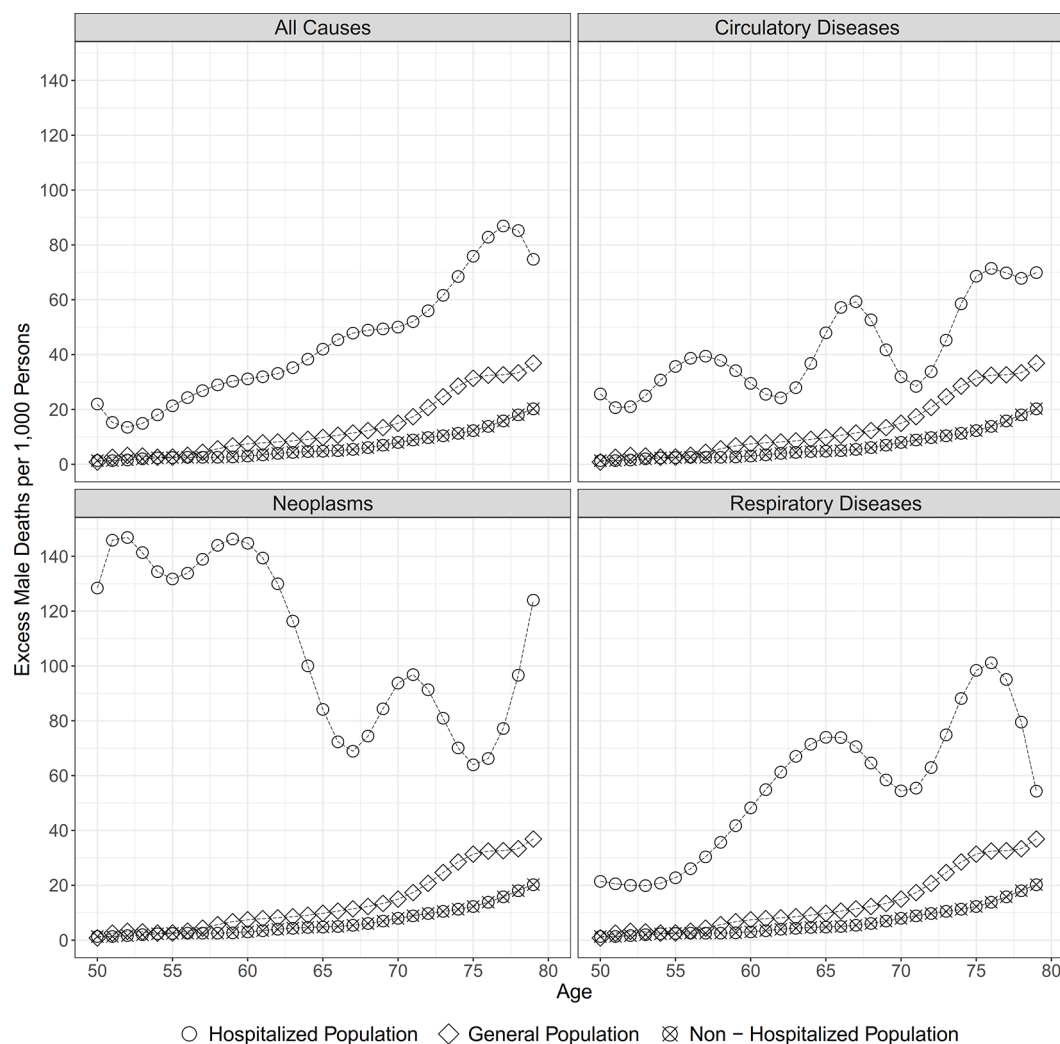 All Causes
Circulatory Diseases
140
120
100
80
60
40
20
0
Neoplasms
Respiratory Diseases
140
120
100
80
60
40
20
0
Excess Male Deaths per 1,000 Persons
50 55 60 65 70 75 80
50 55 60 65 70 75 80
Age
Hospitalized Population General Population Non − Hospitalized Population